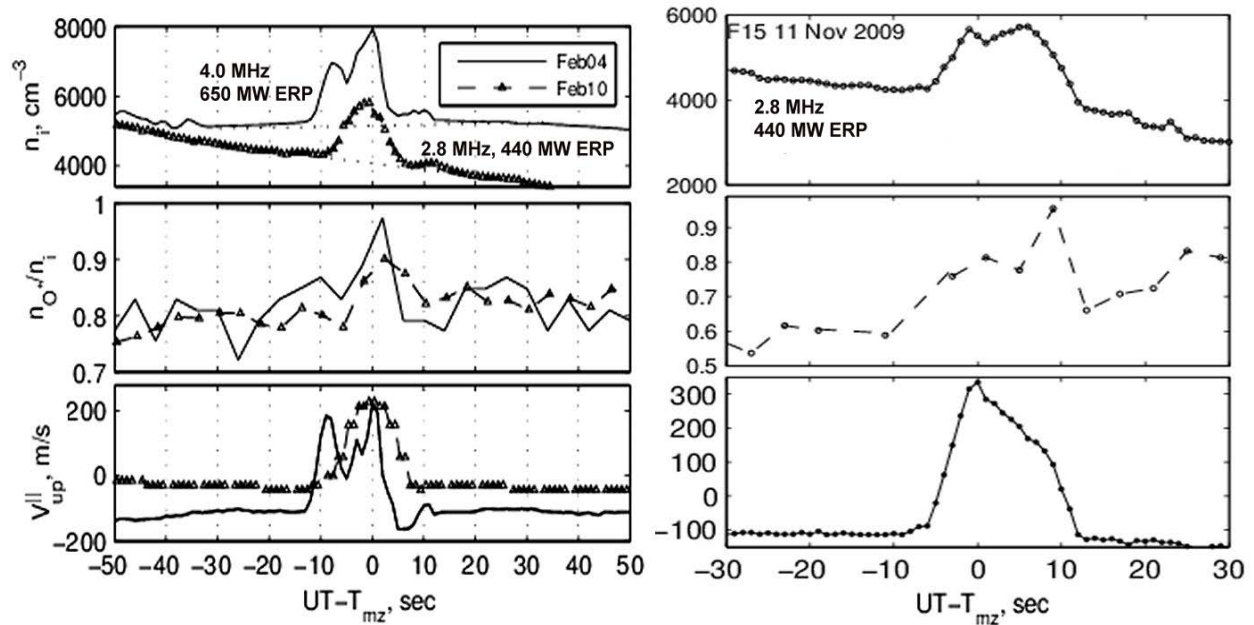 8000
6000
4000
nᵢ, cm⁻³
4.0 MHz
650 MW ERP
Feb04
Feb10
2.8 MHz, 440 MW ERP
1
0.9
0.8
0.7
n_O⁺/nᵢ
200
0
−200
V^||_up, m/s
−50 −40 −30 −20 −10 0 10 20 30 40 50
UT−T_mz, sec
6000
4000
2000
F15 11 Nov 2009
2.8 MHz
440 MW ERP
0.9
0.8
0.7
0.6
0.5
300
200
100
0
−100
−30 −20 −10 0 10 20 30
UT−T_mz, sec